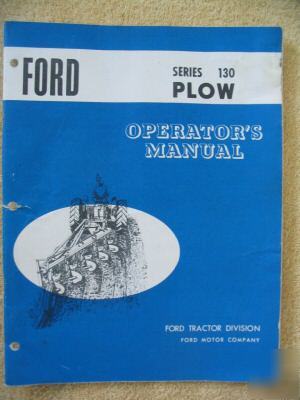 FORD
SERIES 130
PLOW
OPERATOR'S
MANUAL
FORD TRACTOR DIVISION
FORD MOTOR COMPANY